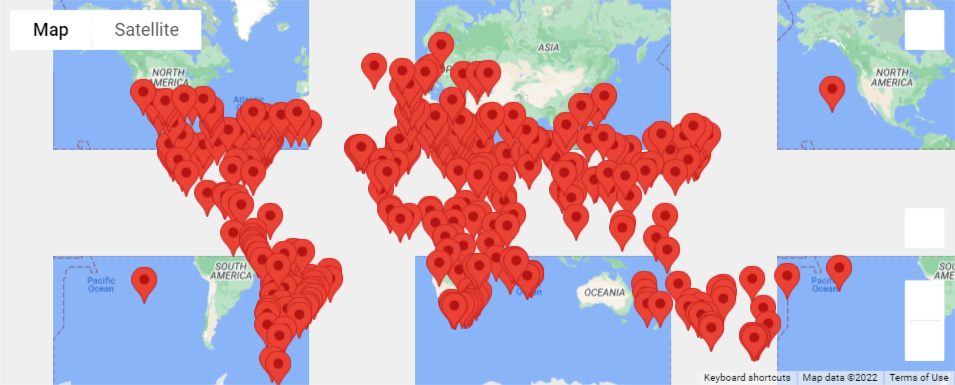 Map Satellite
ASIA
NORTH
AMERICA
NORTH
AMERICA
Atlantic
SOUTH
AMERICA
Pacific
Ocean
OCEANIA
Ocean
Keyboard shortcuts Map data ©2022 Terms of Use